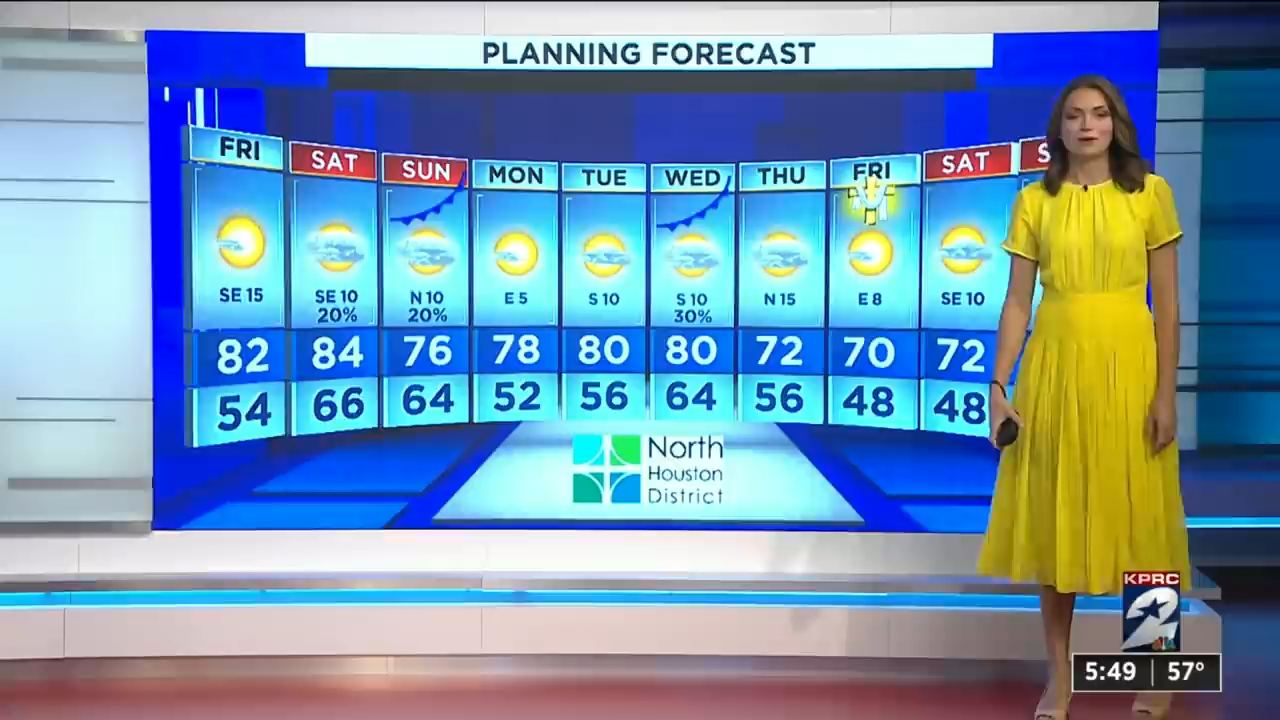 PLANNING FORECAST
FRI SAT SUN MON TUE WED THU FRI SAT S
SE 15 SE 10 N 10 E 5 S 10 S 10 N 15 E 8 SE 10
20% 20% 30%
82 84 76 78 80 80 72 70 72
54 66 64 52 56 64 56 48 48
North
Houston
District
KPRC
2
5:49 57°